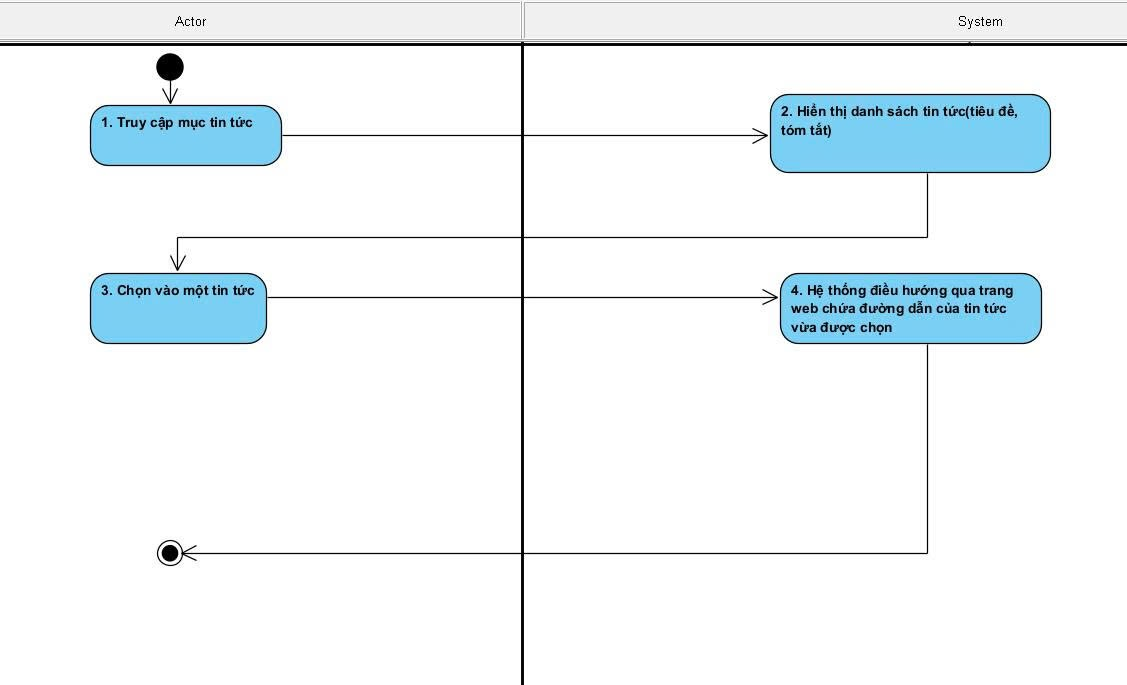 Actor
System
1. Truy cập mục tin tức
2. Hiển thị danh sách tin tức(tiêu đề,
tóm tắt)
3. Chọn vào một tin tức
4. Hệ thống điều hướng qua trang
web chứa đường dẫn của tin tức
vừa được chọn